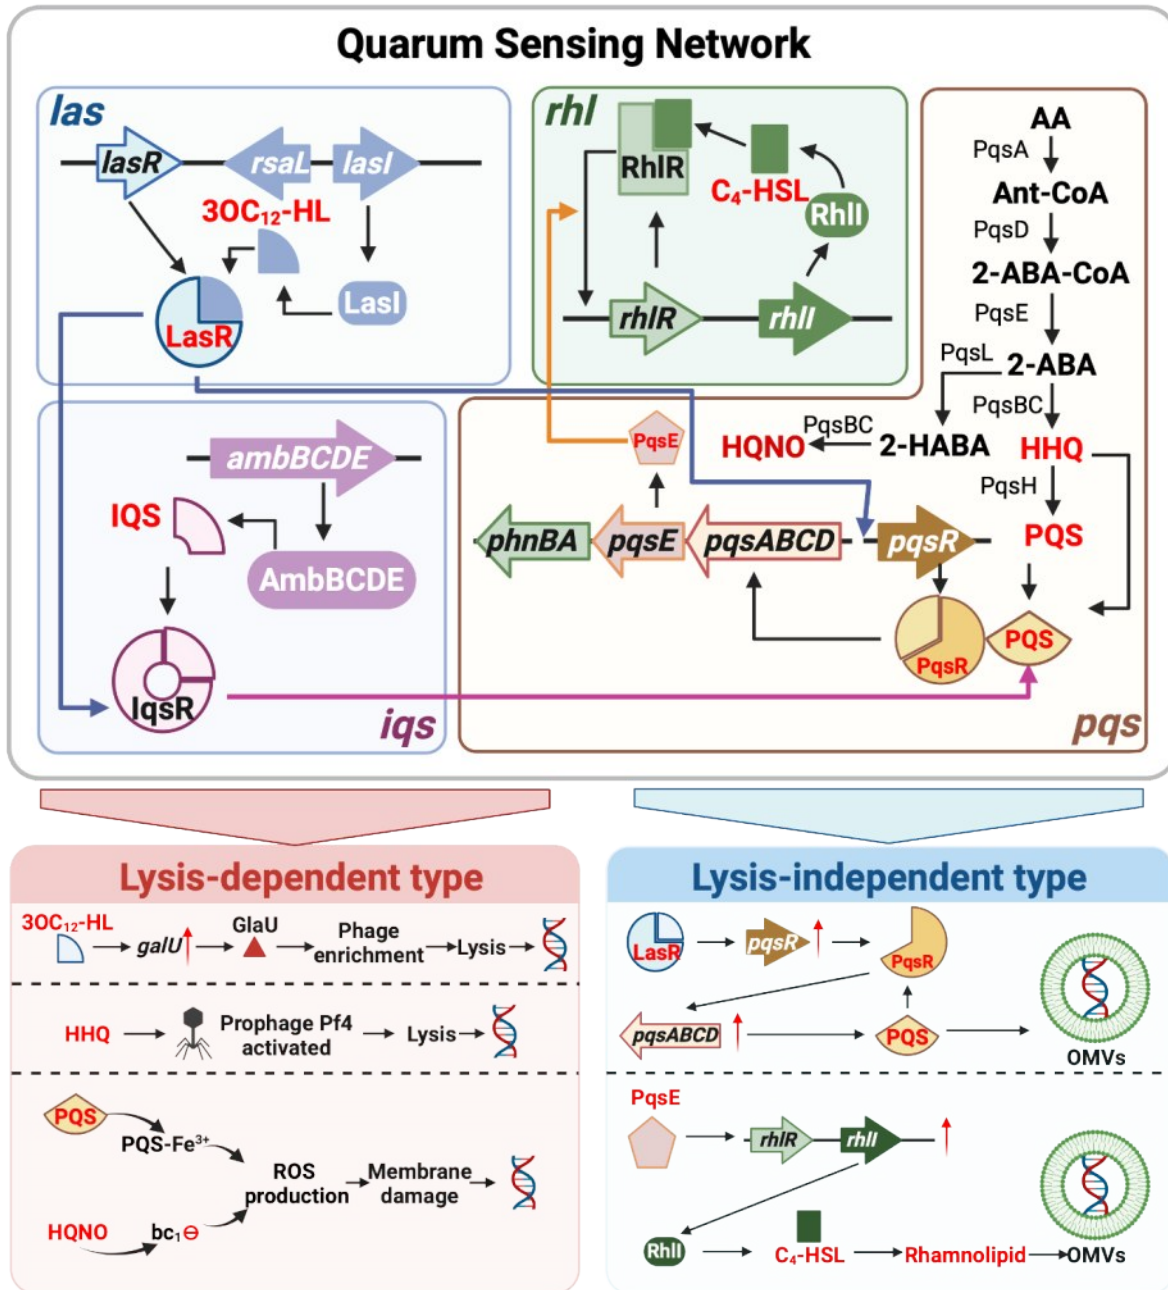 Quarum Sensing Network
las
lasR
rsaL
lasI
3OC₁₂-HL
LasI
LasR
rhl
RhlR
C₄-HSL
RhlI
rhlR
rhlI
AA
PqsA
Ant-CoA
PqsD
2-ABA-CoA
PqsE
PqsL
2-ABA
PqsBC
PqsBC
HQNO
2-HABA
HHQ
PqsH
PQS
ambBCDE
IQS
AmbBCDE
IqsR
iqs
PqsE
phnBA
pqsE
pqsABCD
pqsR
PqsR
PQS
pqs
Lysis-dependent type
3OC₁₂-HL
galU
GlaU
Phage
enrichment
Lysis
HHQ
Prophage Pf4
activated
Lysis
PQS
PQS-Fe³⁺
ROS
production
Membrane
damage
HQNO
bc₁
Lysis-independent type
LasR
pqsR
PqsR
pqsABCD
PQS
OMVs
PqsE
rhlR
rhlI
RhlI
C₄-HSL
Rhamnolipid
OMVs